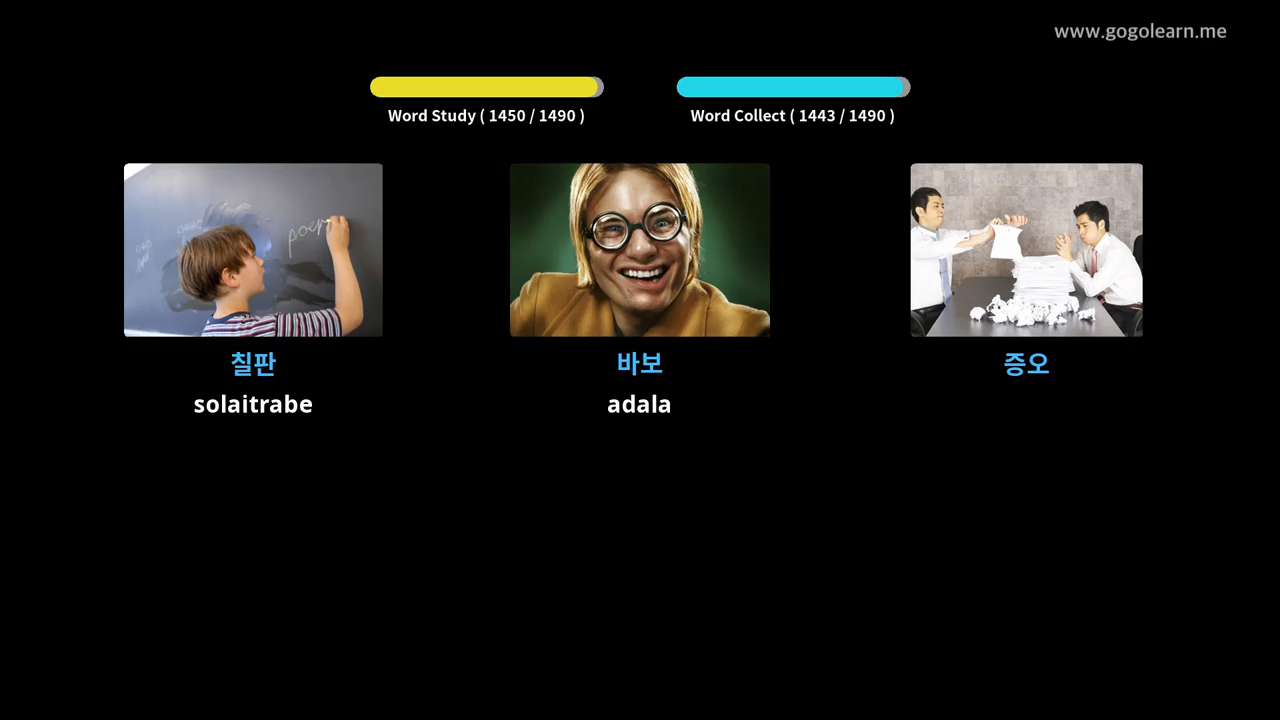 www.gogolearn.me
Word Study ( 1450 / 1490 )
Word Collect ( 1443 / 1490 )
poem
칠판
바보
증오
solaitrabe
adala